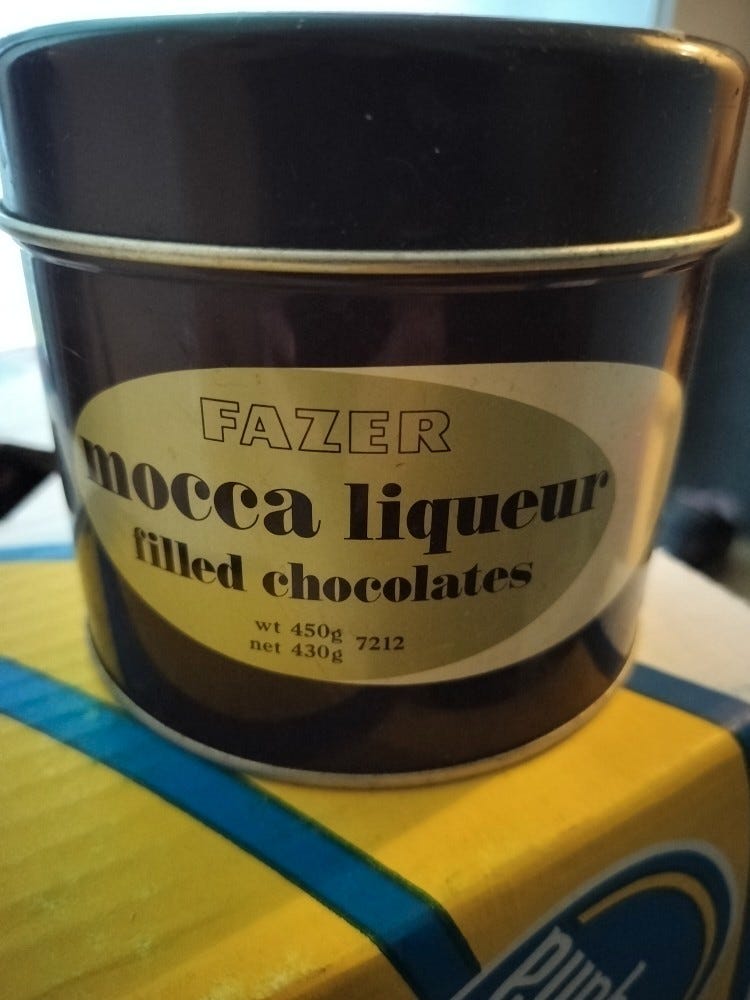 FAZER
mocca liqueur
filled chocolates
wt 450g 7212
net 430g